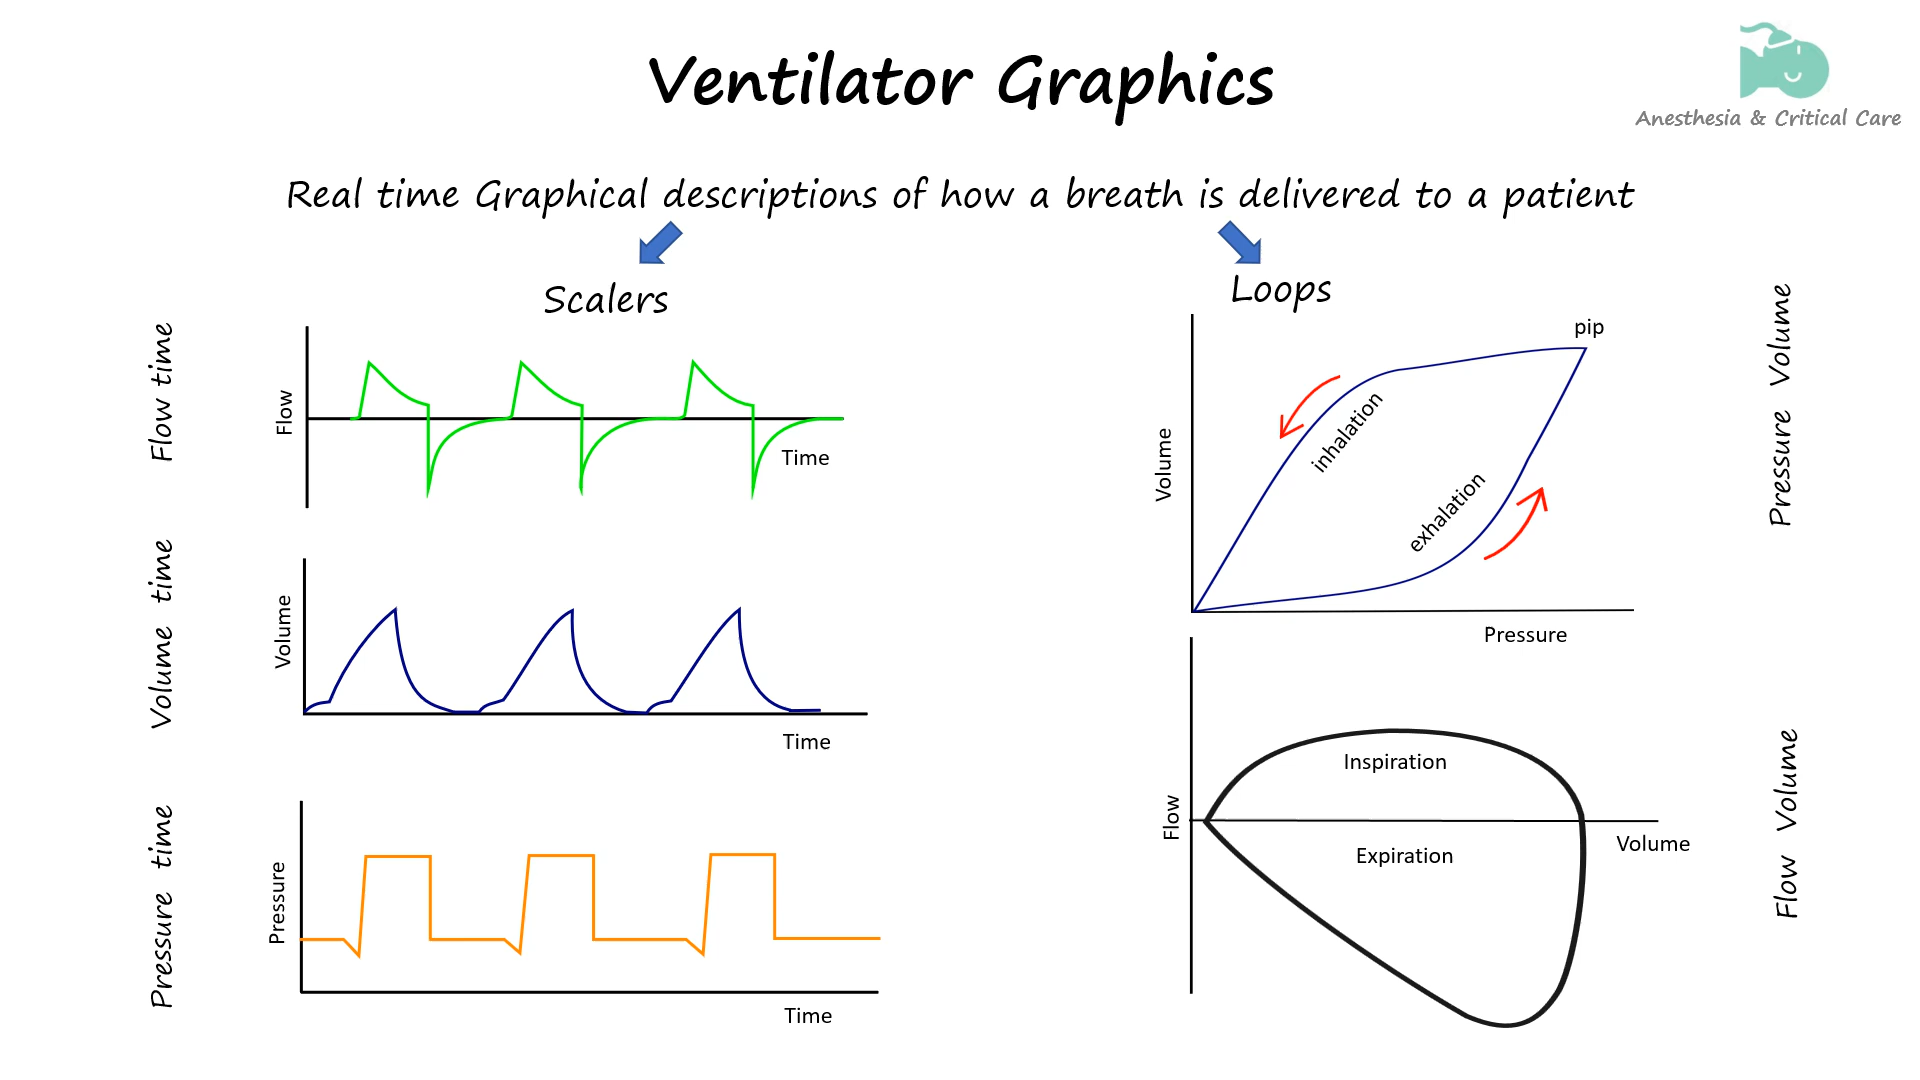 Ventilator Graphics
Anesthesia & Critical Care
Real time Graphical descriptions of how a breath is delivered to a patient
Scalers
Flow time
Flow
Time
Volume time
Volume
Time
Pressure time
Pressure
Time
Loops
pip
inhalation
exhalation
Volume
Pressure
Pressure Volume
Inspiration
Expiration
Flow
Volume
Flow Volume